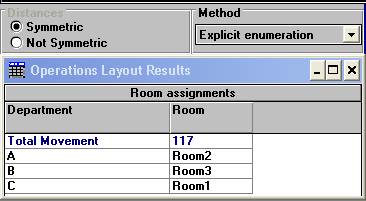 Distances
Method
Symmetric
Not Symmetric
Explicit enumeration
Operations Layout Results
Room assignments
Department Room
Total Movement 117
A Room2
B Room3
C Room1